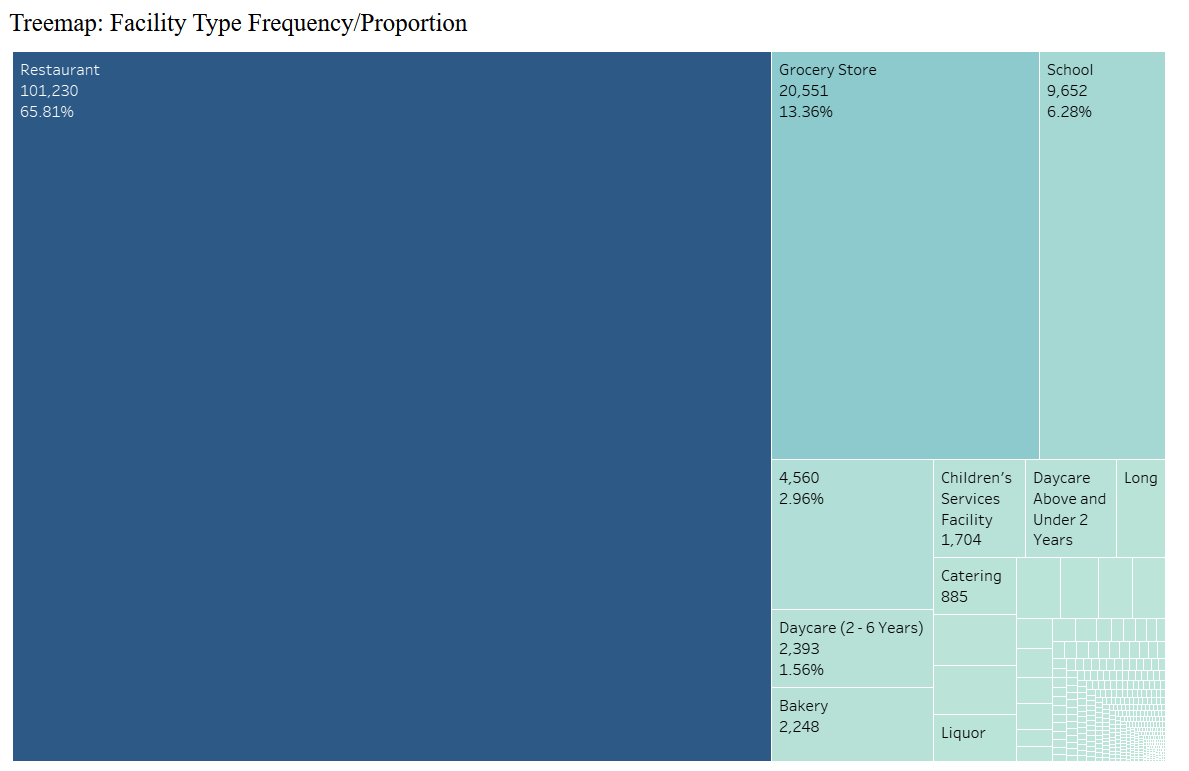 Treemap: Facility Type Frequency/Proportion
Restaurant
101,230
65.81%
Grocery Store
20,551
13.36%
School
9,652
6.28%
4,560
2.96%
Daycare (2 - 6 Years)
2,393
1.56%
Bakery
2,248
Children’s
Services
Facility
1,704
Daycare
Above and
Under 2
Years
Long
Catering
885
Liquor